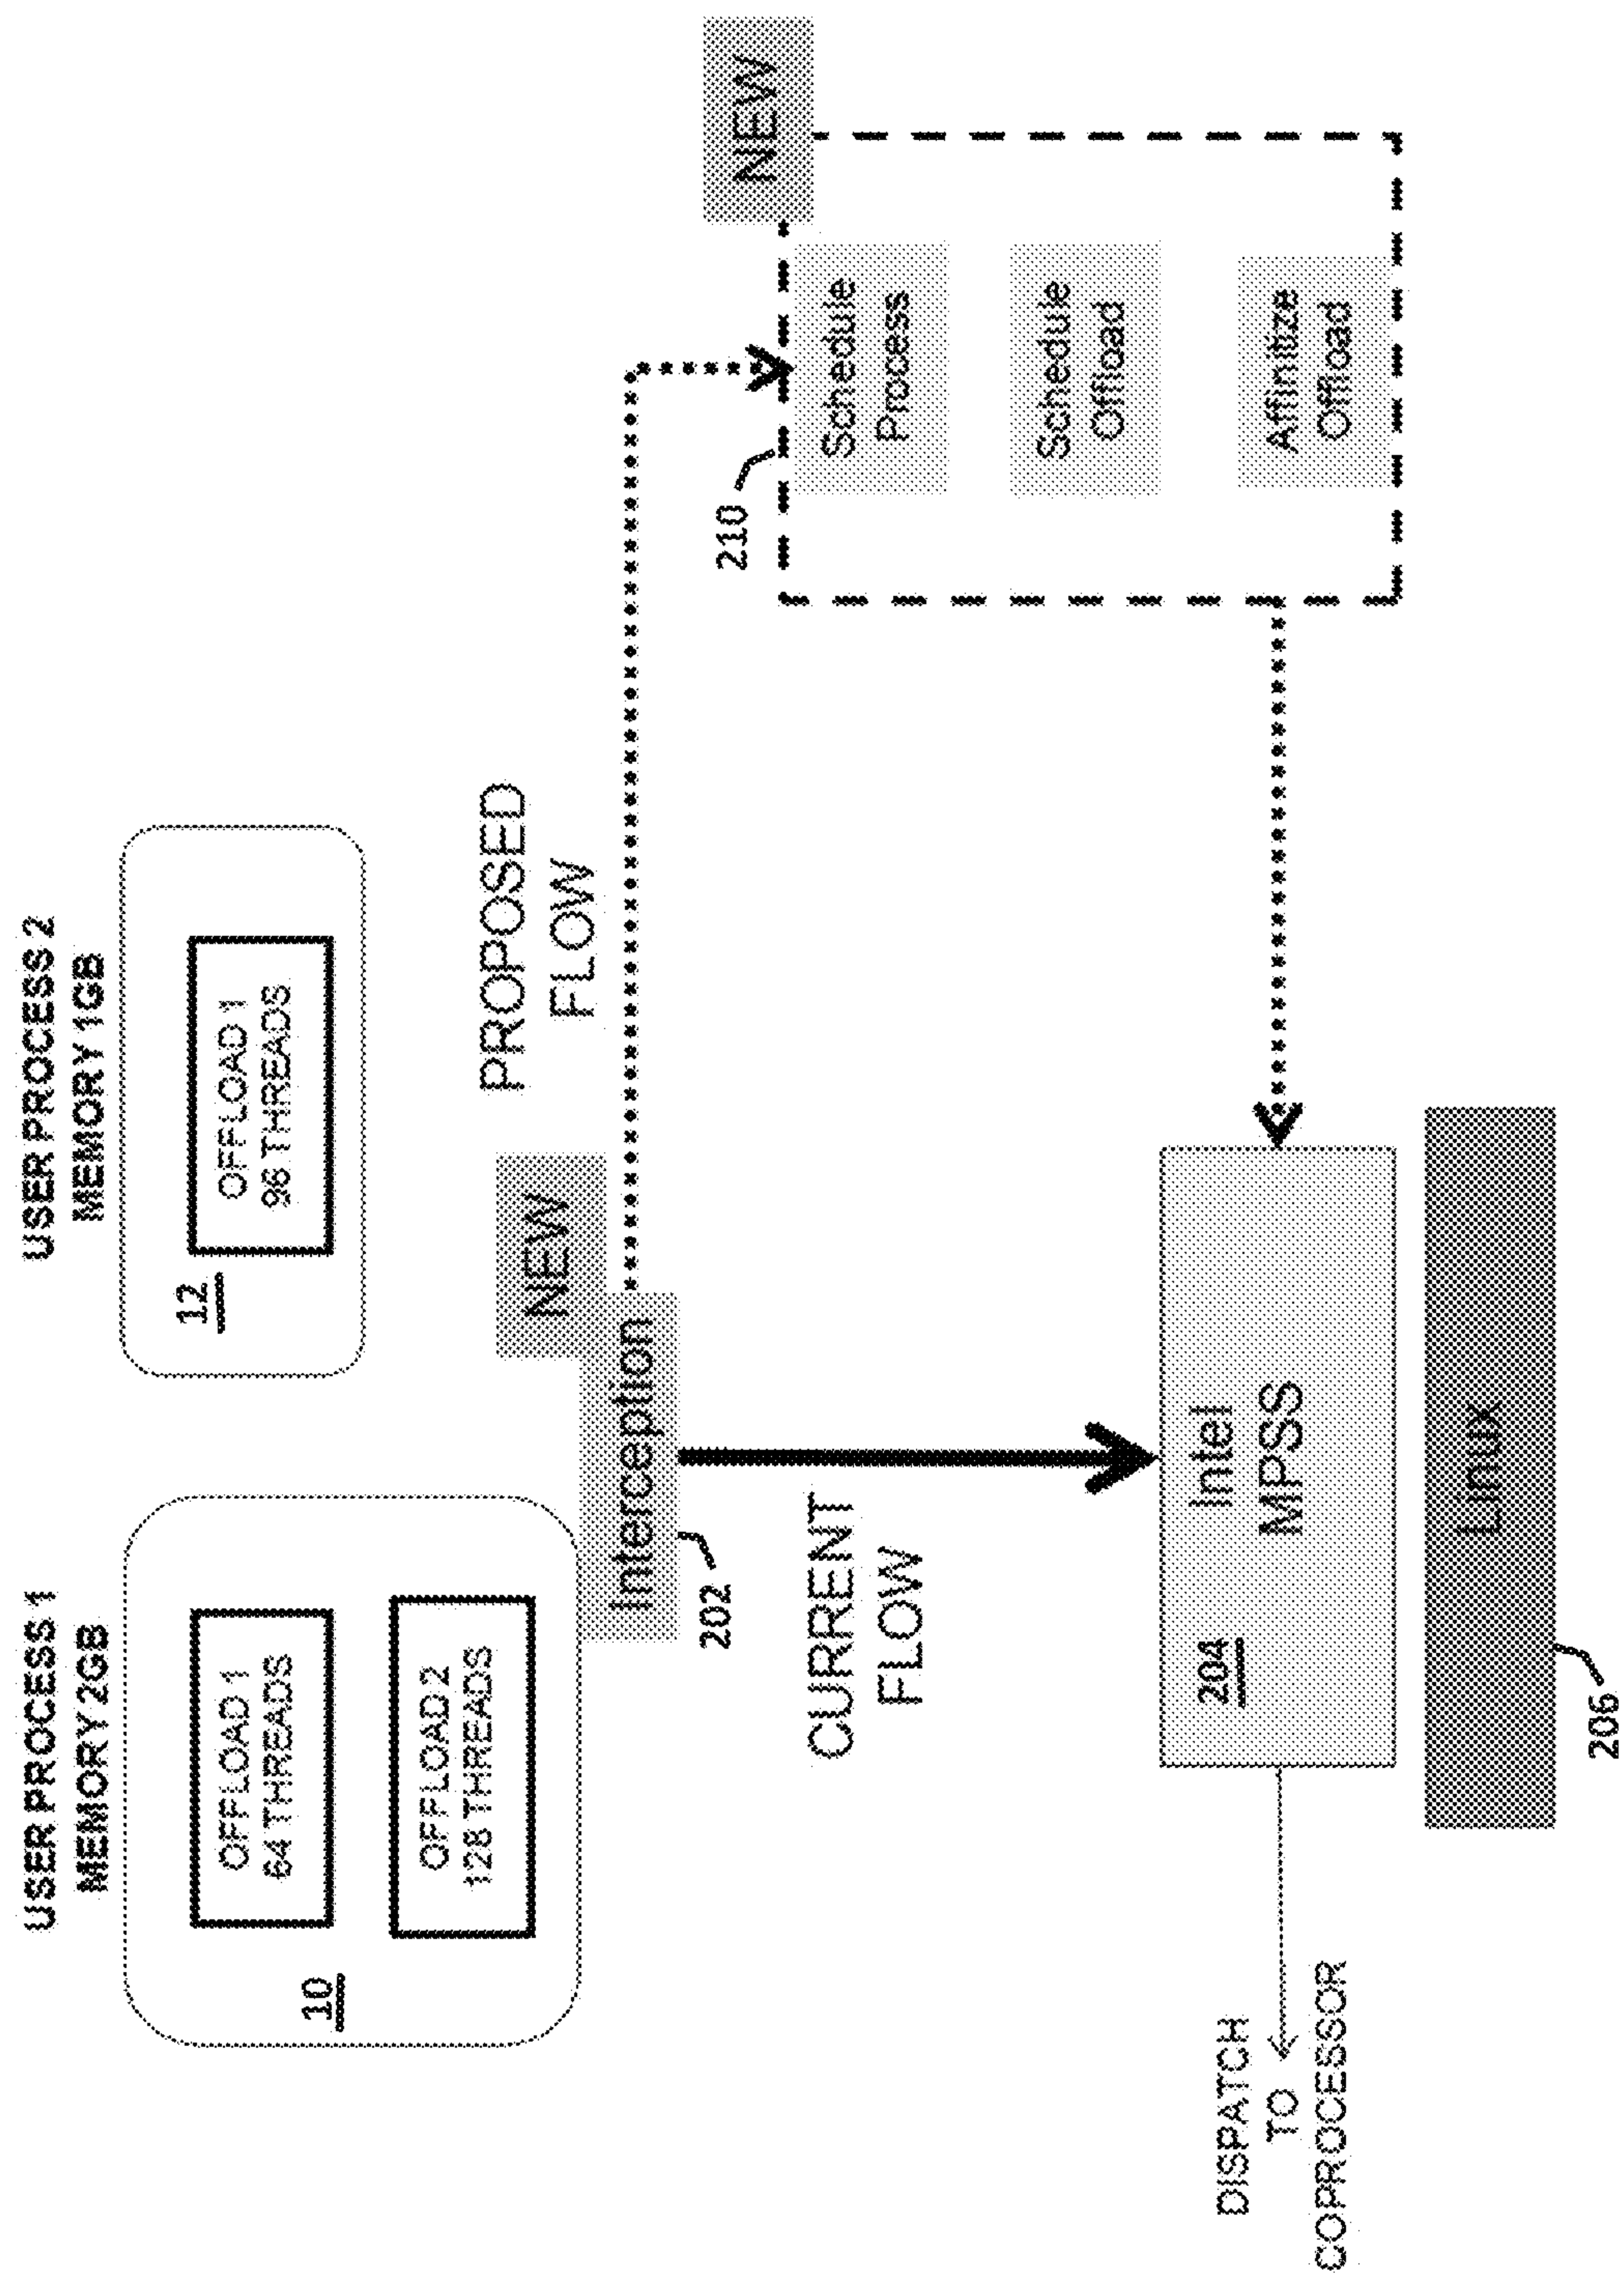 USER PROCESS 1
MEMORY 2GB
OFFLOAD 1
64 THREADS
OFFLOAD 2
128 THREADS
10
USER PROCESS 2
MEMORY 1GB
OFFLOAD 1
96 THREADS
12
NEW
Interception
202
PROPOSED
FLOW
CURRENT
FLOW
NEW
210
Schedule
Process
Schedule
Offload
Affinitize
Offload
Intel
MPSS
204
Linux
206
DISPATCH
TO
COPROCESSOR